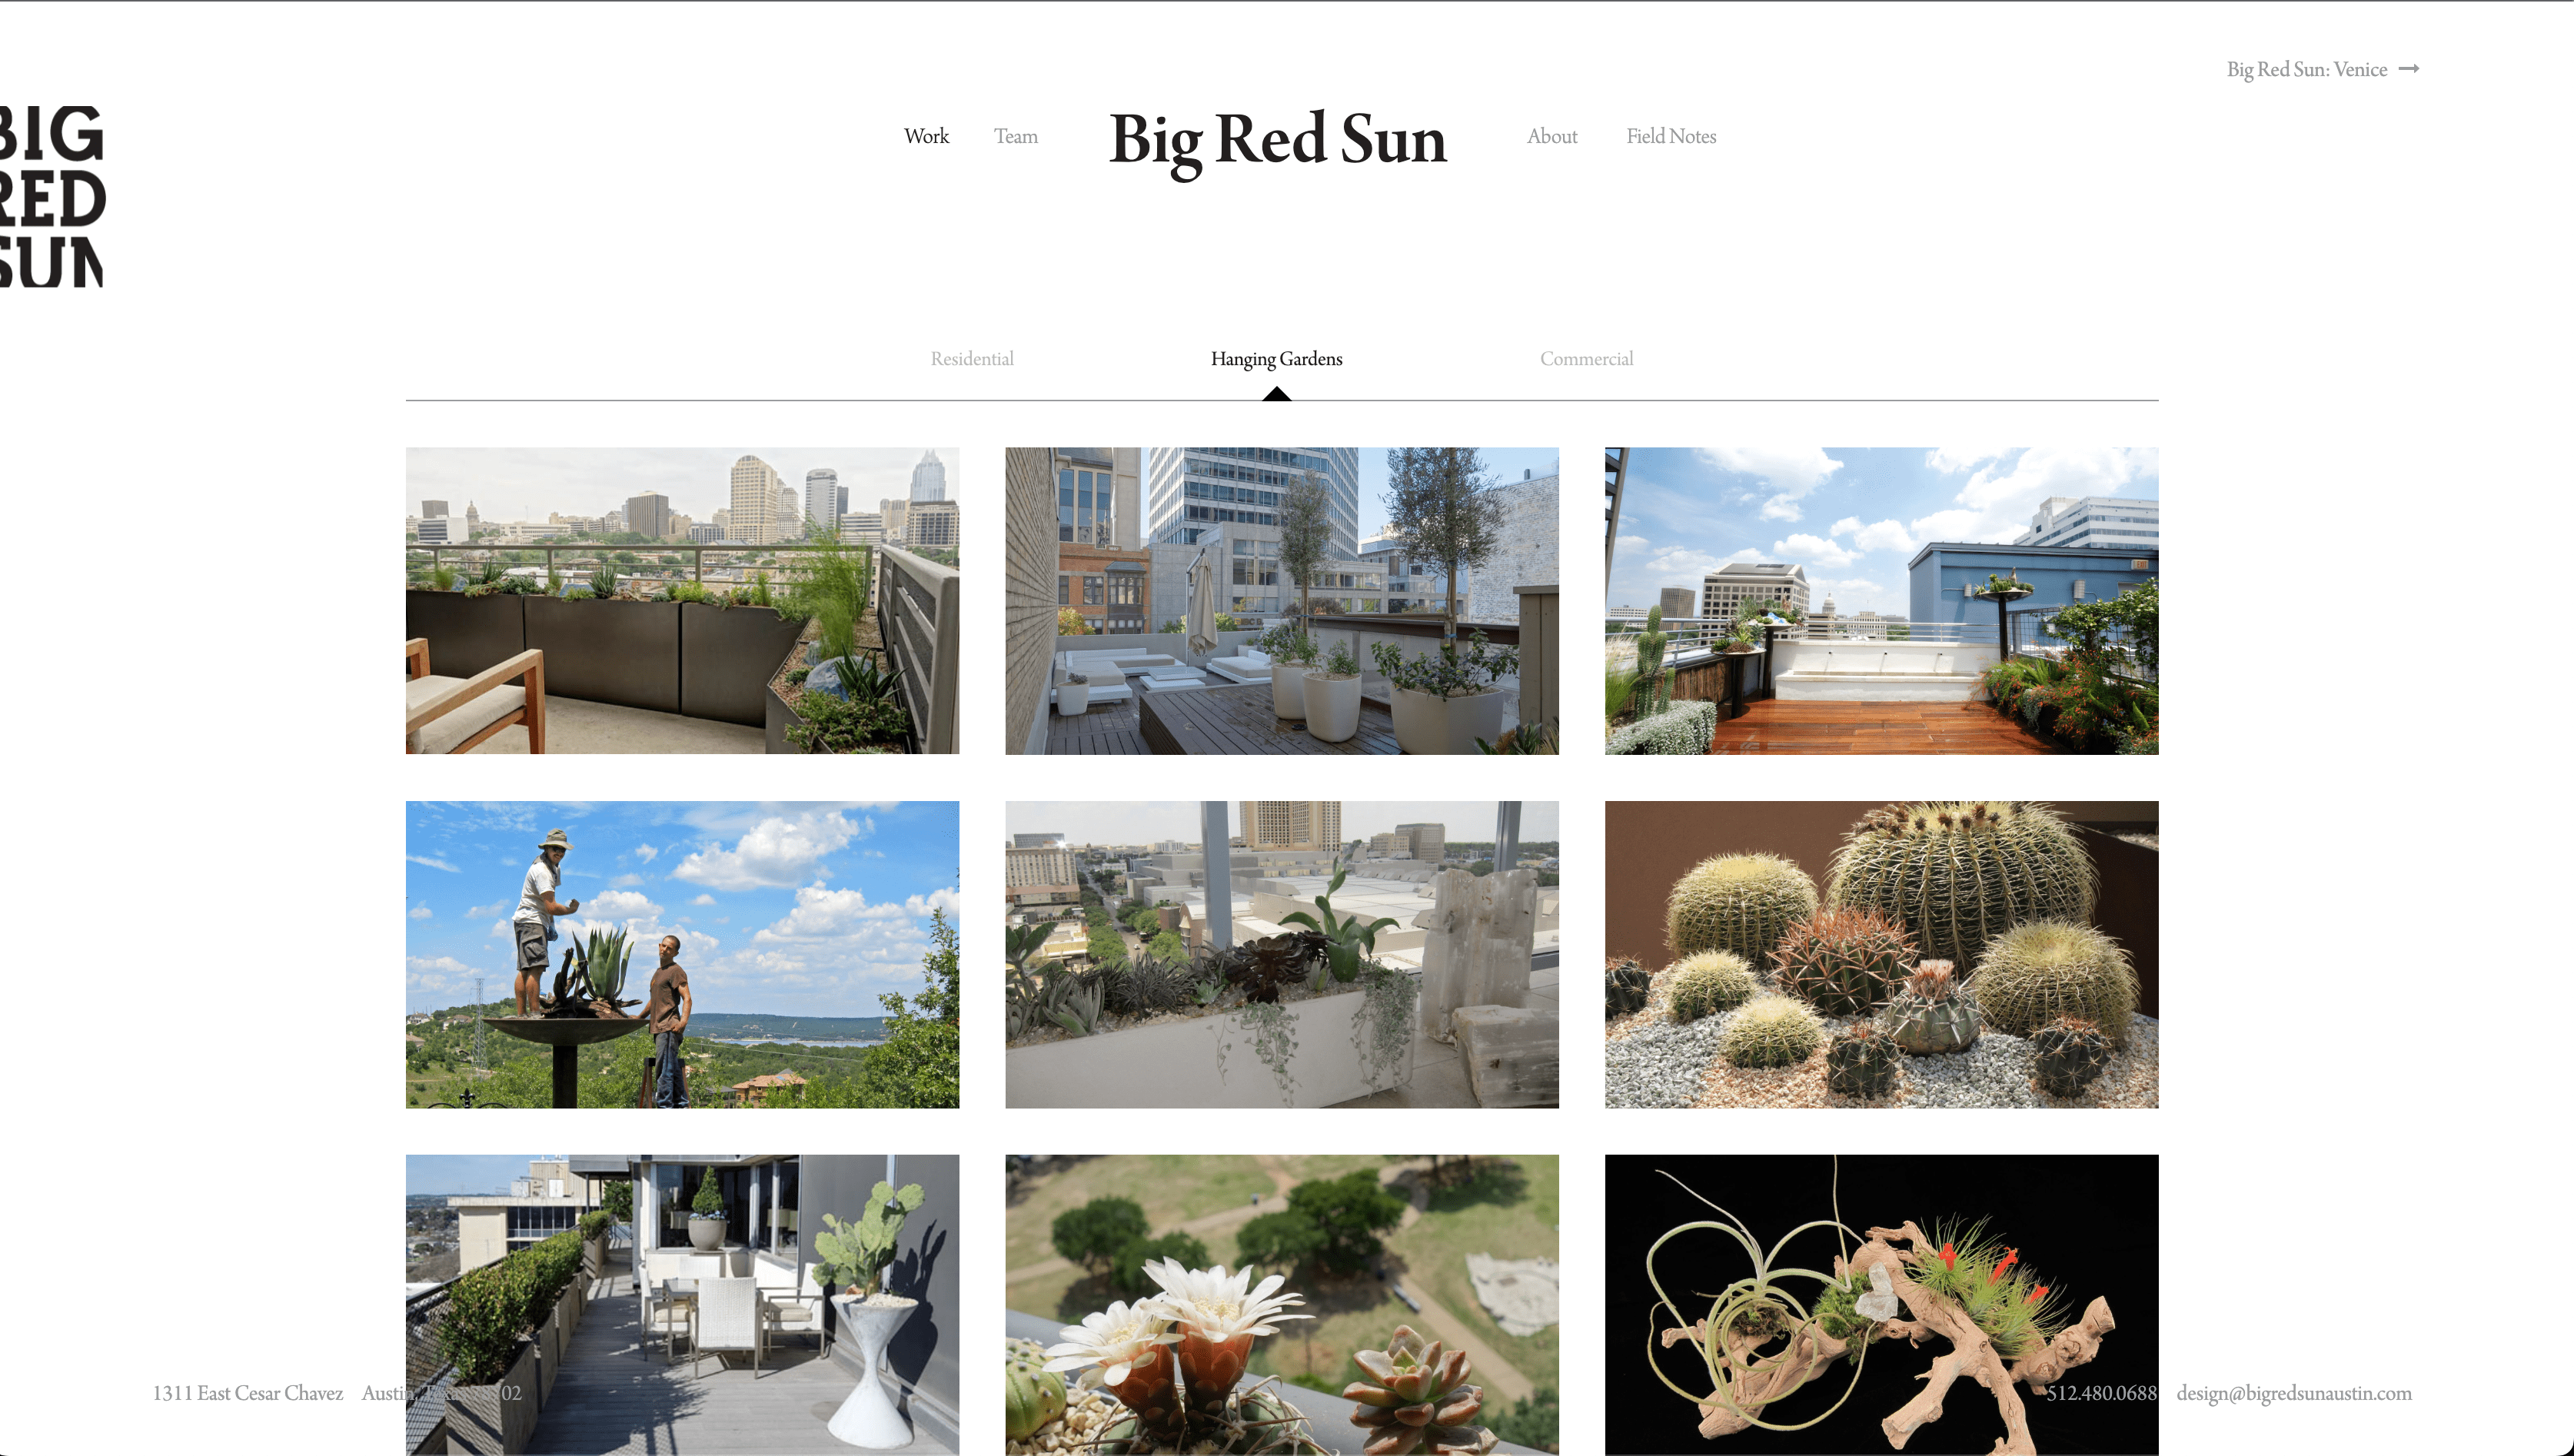 Big Red Sun: Venice
BIG
RED
SUN
Work Team Big Red Sun About Field Notes
Residential Hanging Gardens Commercial
1311 East Cesar Chavez Austin, 02
512.480.0688 design@bigredsunaustin.com